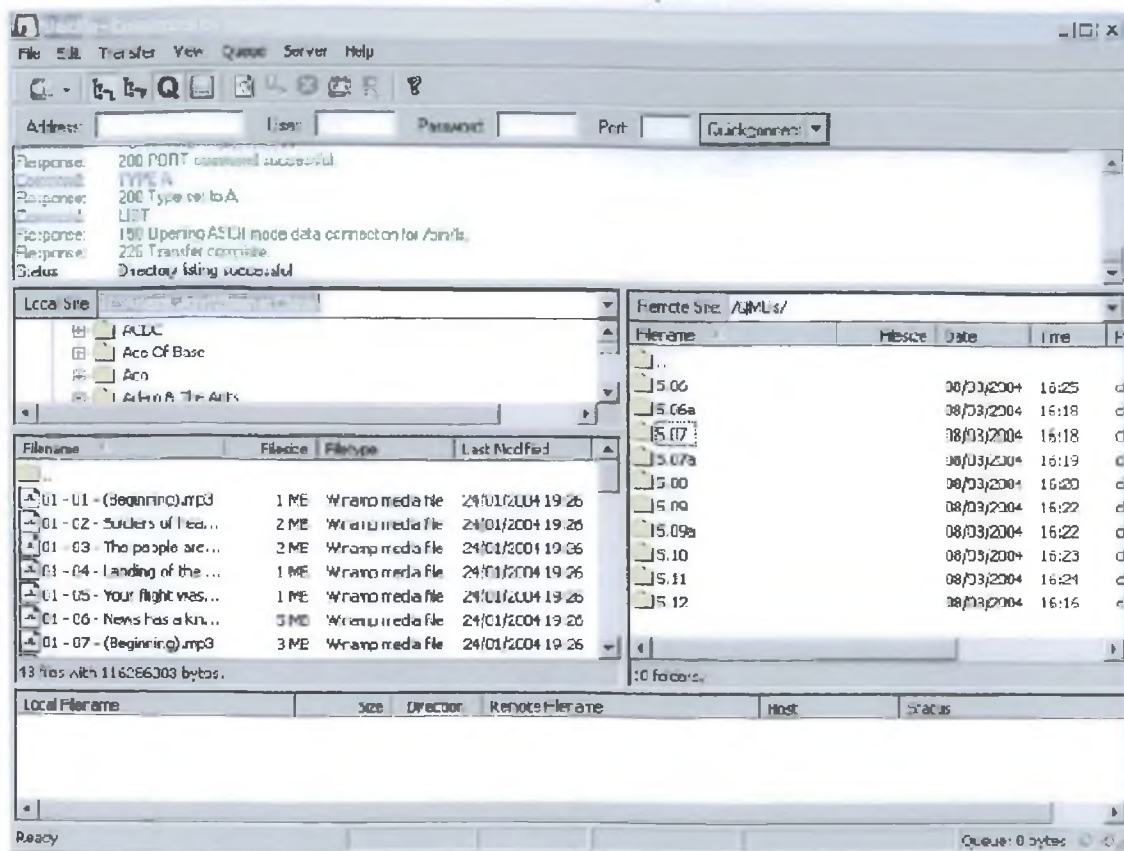 File Edit Transfer View Queue Server Help
Address: User: Password: Port: Quickconnect
Response: 200 PORT command successful.
Command: TYPE A
Response: 200 Type set to A.
Command: LIST
Response: 150 Opening ASCII mode data connection for /bin/ls.
Response: 226 Transfer complete.
Status: Directory listing successful
Local Site
ACDC
Ace Of Base
Adam & The Ants
Filename Filesize Filetype Last Modified
..
01 - 01 - (Beginning).mp3 1 MB Winamp media file 24/01/2004 19:26
01 - 02 - 2 MB Winamp media file 24/01/2004 19:26
01 - 03 - The people are... 2 MB Winamp media file 24/01/2004 19:26
01 - 04 - Landing of the ... 1 MB Winamp media file 24/01/2004 19:26
01 - 05 - Your flight was... 1 MB Winamp media file 24/01/2004 19:26
01 - 06 - News has a kn... 5 MB Winamp media file 24/01/2004 19:26
01 - 07 - (Beginning).mp3 3 MB Winamp media file 24/01/2004 19:26
files with 116286303 bytes.
Remote Site:
Filename Filesize Date Time
..
5.06 08/03/2004 16:25
5.06a 08/03/2004 16:18
5.07 08/03/2004 16:18
5.07a 08/03/2004 16:19
08/03/2004 16:20
5.09 08/03/2004 16:22
5.09a 08/03/2004 16:22
5.10 08/03/2004 16:23
5.11 08/03/2004 16:24
5.12 08/03/2004 16:16
10 folders.
Local Filename Size Direction Remote Filename Host Status
Ready Queue: 0 bytes